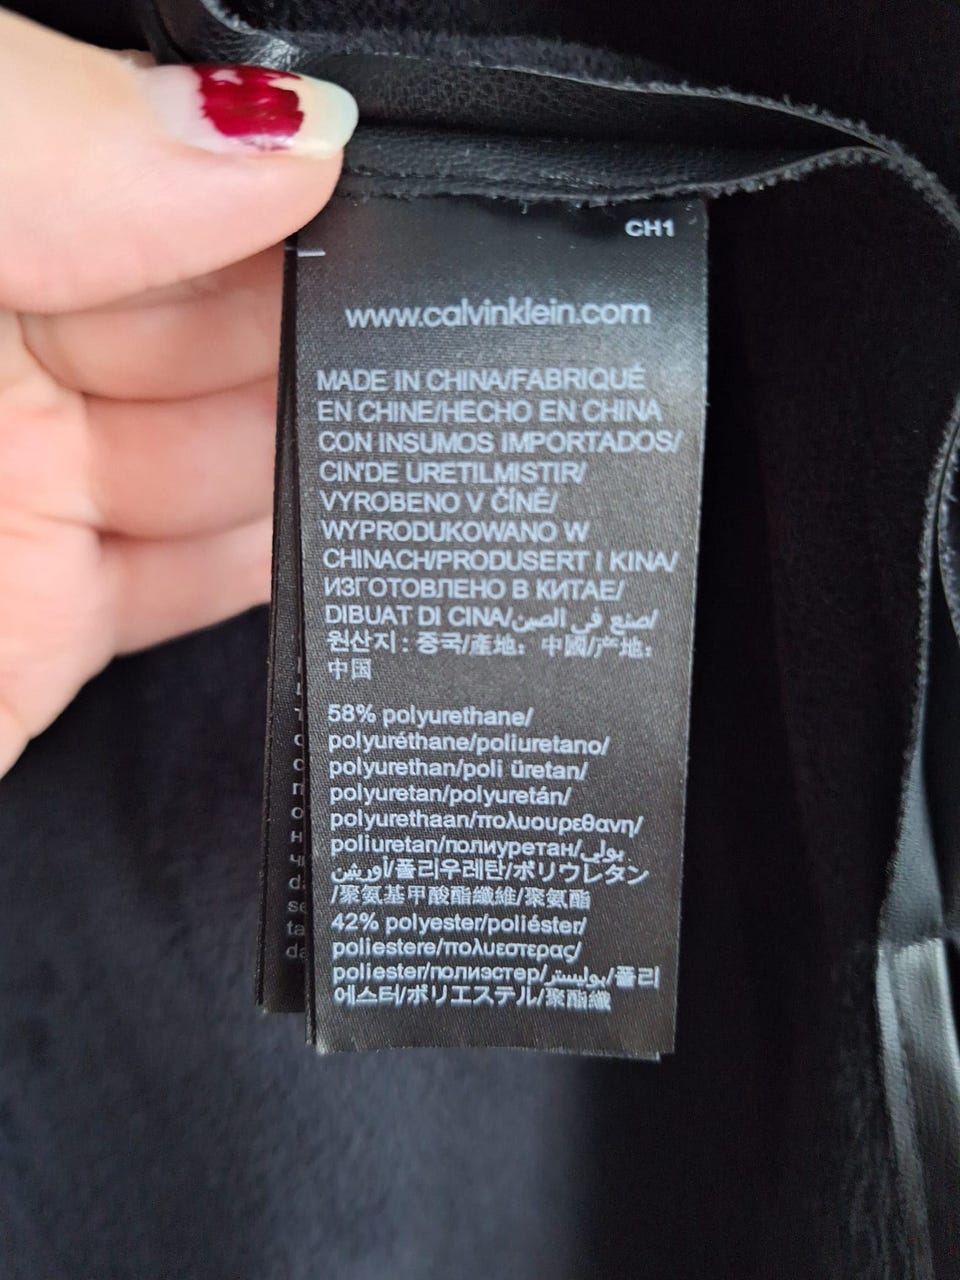 CH1
www.calvinklein.com
MADE IN CHINA/FABRIQUÉ
EN CHINE/HECHO EN CHINA
CON INSUMOS IMPORTADOS/
CIN'DE URETILMISTIR/
VYROBENO V ČÍNĚ/
WYPRODUKOWANO W
CHINACH/PRODUSERT I KINA/
ИЗГОТОВЛЕНО В КИТАЕ/
DIBUAT DI CINA/صنع في الصين/
원산지 : 중국/產地： 中國/产地：
中国
58% polyurethane/
polyuréthane/poliuretano/
polyurethan/poli üretan/
polyuretan/polyuretán/
polyurethaan/πολυουρεθανη/
poliuretan/полиуретан/بولي
أوريثين/폴리우레탄/ポリウレタン
/聚氨基甲酸酯纖維/聚氨酯
42% polyester/poliéster/
poliestere/πολυεστερας/
poliester/полиэстер/بوليستر/폴리
에스터/ポリエステル/聚酯纖